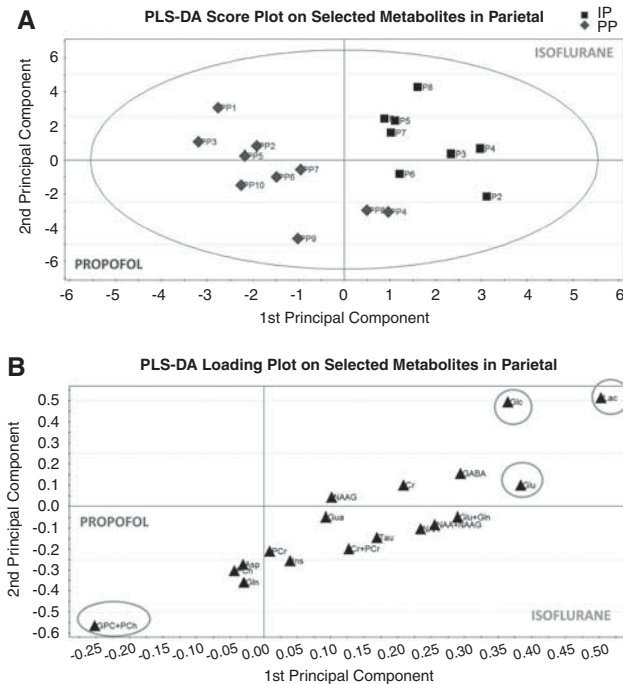 A
PLS-DA Score Plot on Selected Metabolites in Parietal
IP
PP
ISOFLURANE
6
4
2
0
-2
-4
-6
2nd Principal Component
PP1
PP3
PP2
PP5
PP7
PP6
PP10
PP9
PP4
P8
P5
P7
P3
P4
P6
P2
PROPOFOL
-6 -5 -4 -3 -2 -1 0 1 2 3 4 5 6
1st Principal Component
B
PLS-DA Loading Plot on Selected Metabolites in Parietal
0.5
0.4
0.3
0.2
0.1
0.0
-0.1
-0.2
-0.3
-0.4
-0.5
-0.6
2nd Principal Component
Glc
Lac
GABA
Cr
Glu
NAAG
PROPOFOL
Gua
Glu+Gln
NAA+NAAG
Tau
Cr+PCr
PCr
Ins
Asp
Gln
GPC+PCh
ISOFLURANE
-0.25 -0.20 -0.15 -0.10 -0.05 0.00 0.05 0.10 0.15 0.20 0.25 0.30 0.35 0.40 0.45 0.50
1st Principal Component